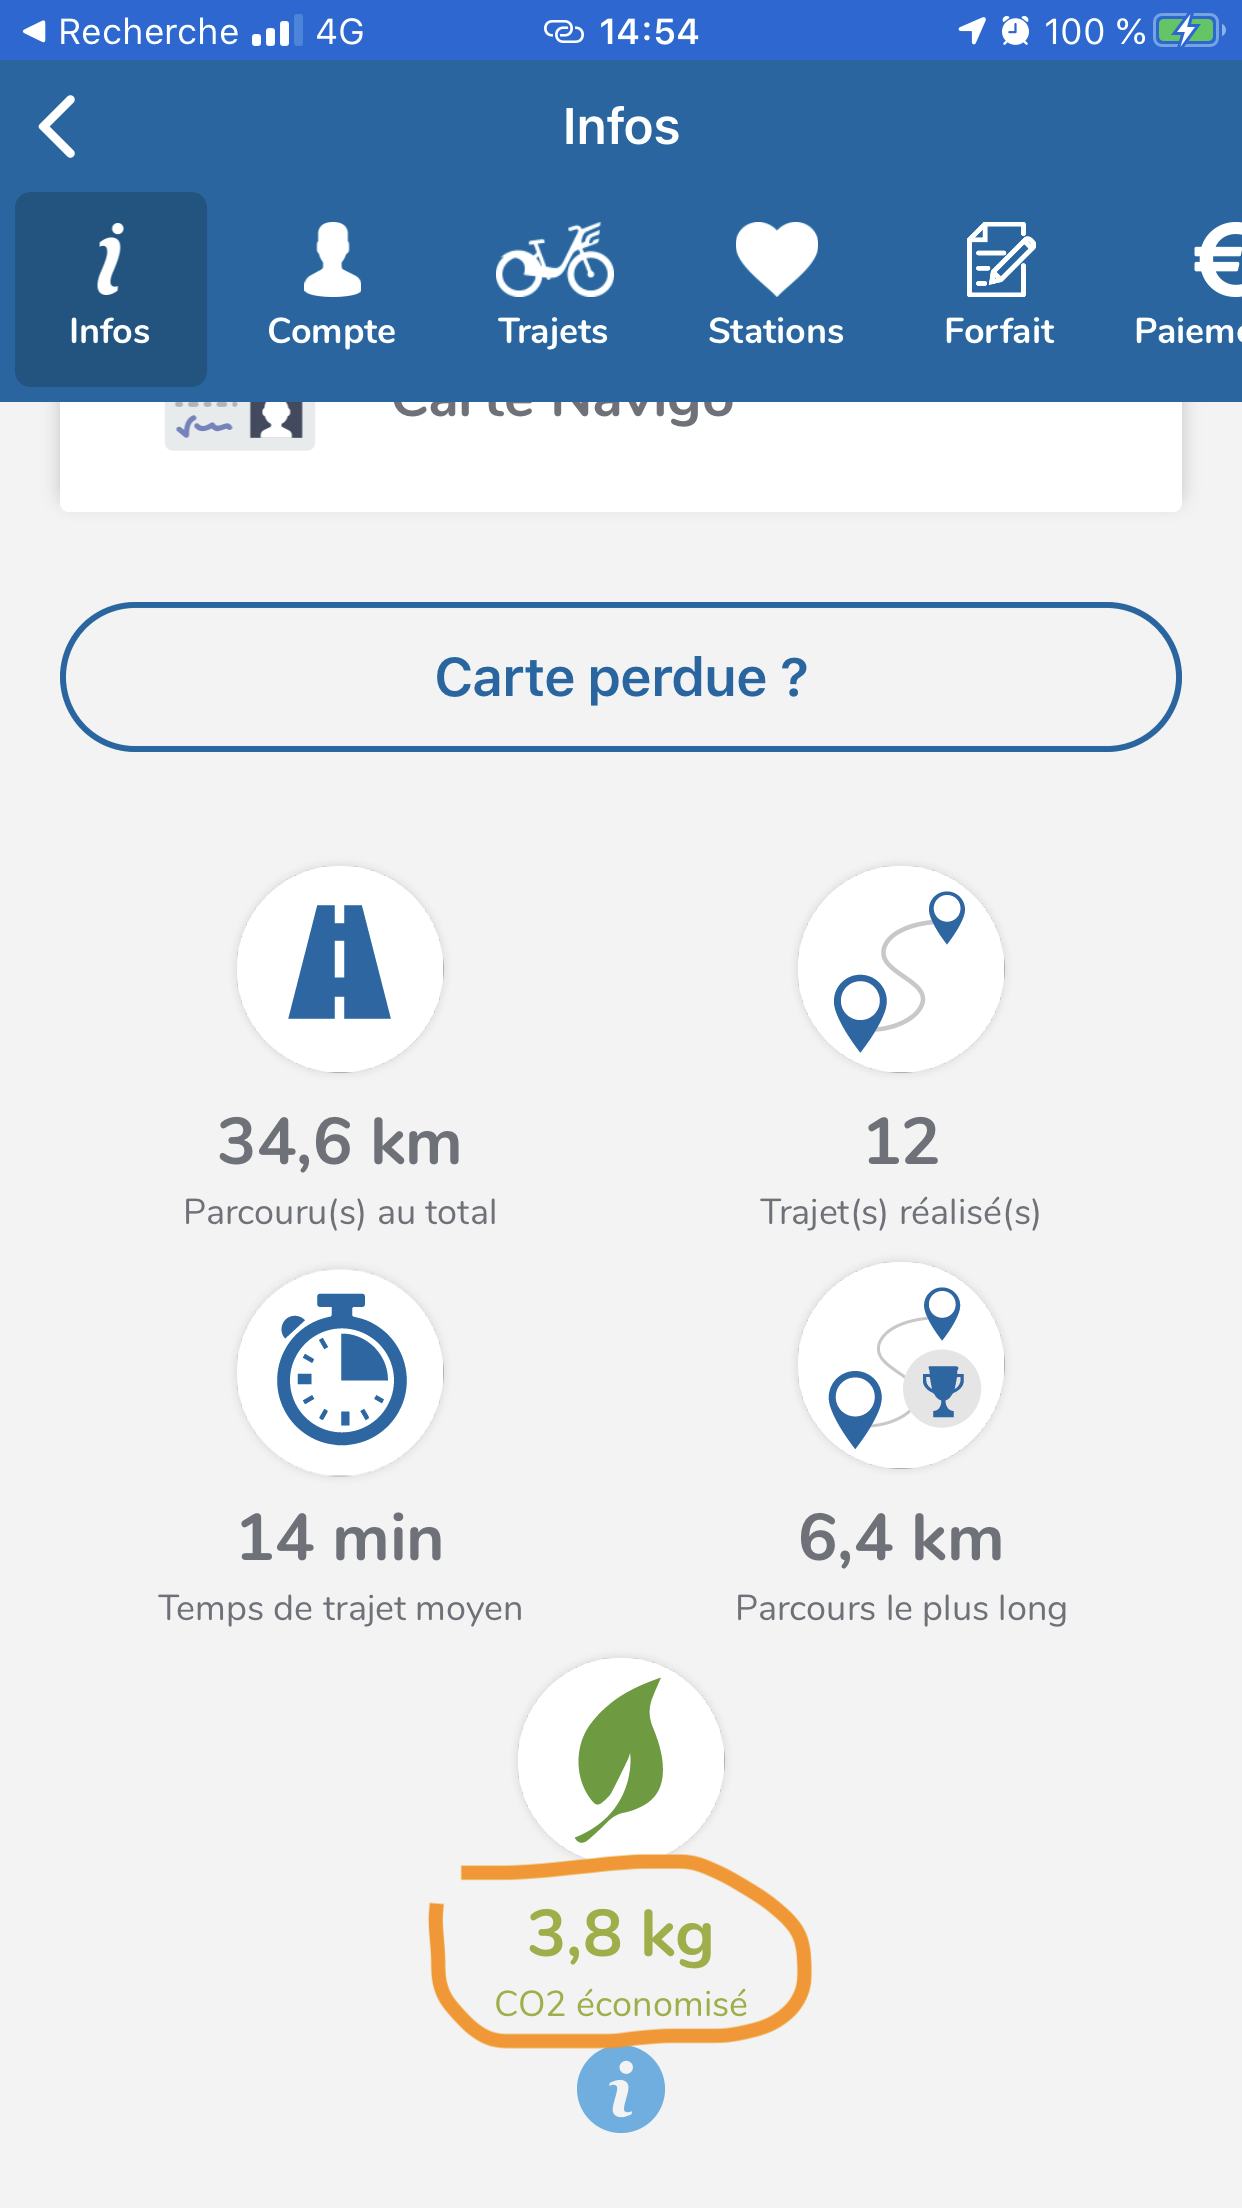 Recherche 4G 14:54 100 %
Infos
Infos Compte Trajets Stations Forfait Paieme
Carte Navigo
Carte perdue ?
34,6 km
Parcouru(s) au total
12
Trajet(s) réalisé(s)
14 min
Temps de trajet moyen
6,4 km
Parcours le plus long
3,8 kg
CO2 économisé